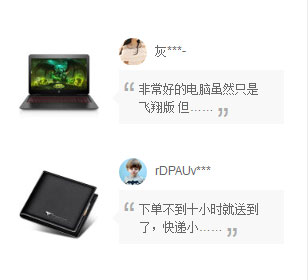 灰***-
非常好的电脑虽然只是
飞翔版 但……
rDPAUv***
下单不到十小时就送到
了，快递小……